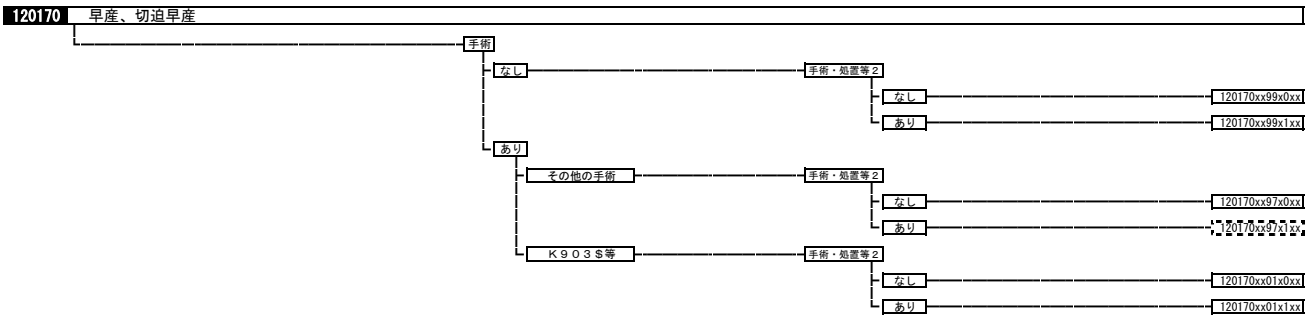 120170 早産、切迫早産
手術
なし 手術・処置等2
なし 120170xx99x0xx
あり 120170xx99x1xx
あり
その他の手術 手術・処置等2
なし 120170xx97x0xx
あり 120170xx97x1xx
K903$等 手術・処置等2
なし 120170xx01x0xx
あり 120170xx01x1xx